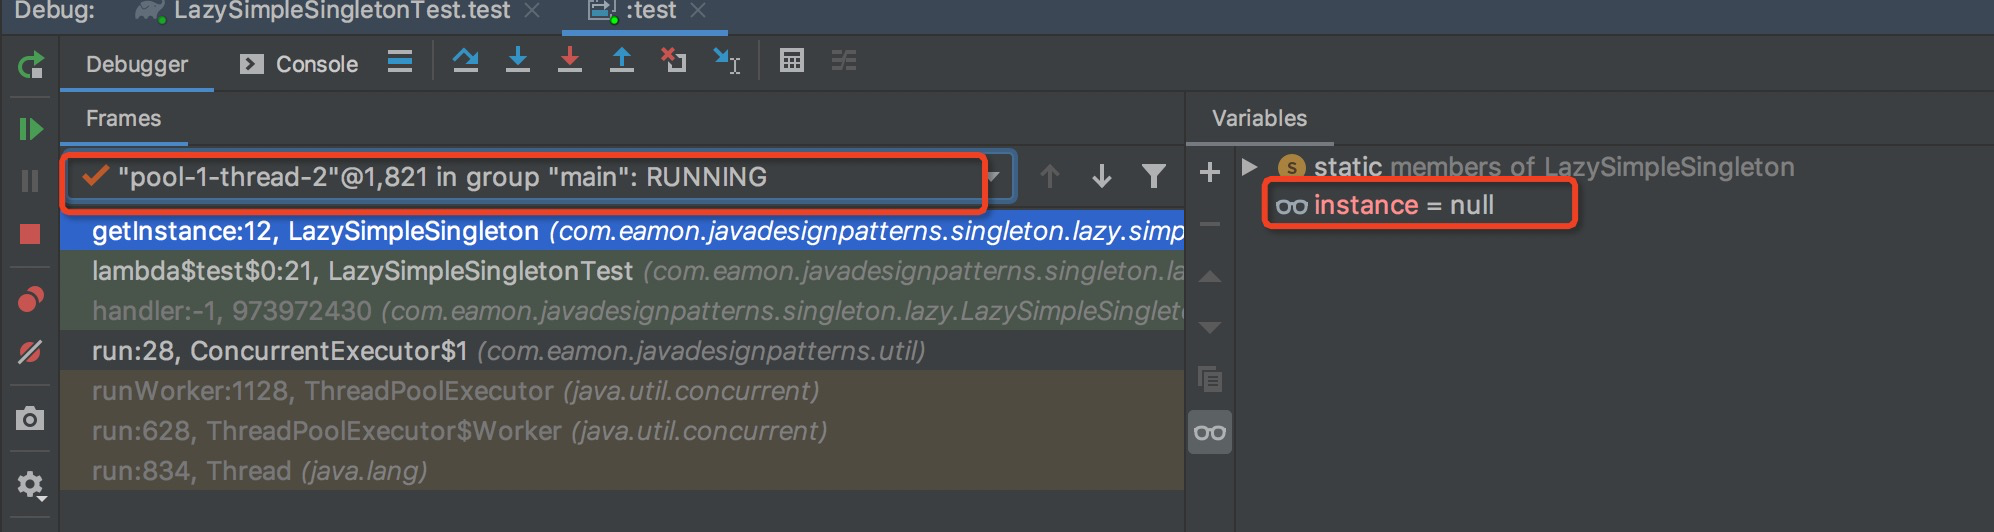 Debug: LazySimpleSingletonTest.test :test
Debugger Console
Frames
Variables
"pool-1-thread-2"@1,821 in group "main": RUNNING
static members of LazySimpleSingleton
instance = null
getInstance:12, LazySimpleSingleton (com.eamon.javadesignpatterns.singleton.lazy.simp
lambda$test$0:21, LazySimpleSingletonTest (com.eamon.javadesignpatterns.singleton.la
handler:-1, 973972430 (com.eamon.javadesignpatterns.singleton.lazy.LazySimpleSinglet
run:28, ConcurrentExecutor$1 (com.eamon.javadesignpatterns.util)
runWorker:1128, ThreadPoolExecutor (java.util.concurrent)
run:628, ThreadPoolExecutor$Worker (java.util.concurrent)
run:834, Thread (java.lang)